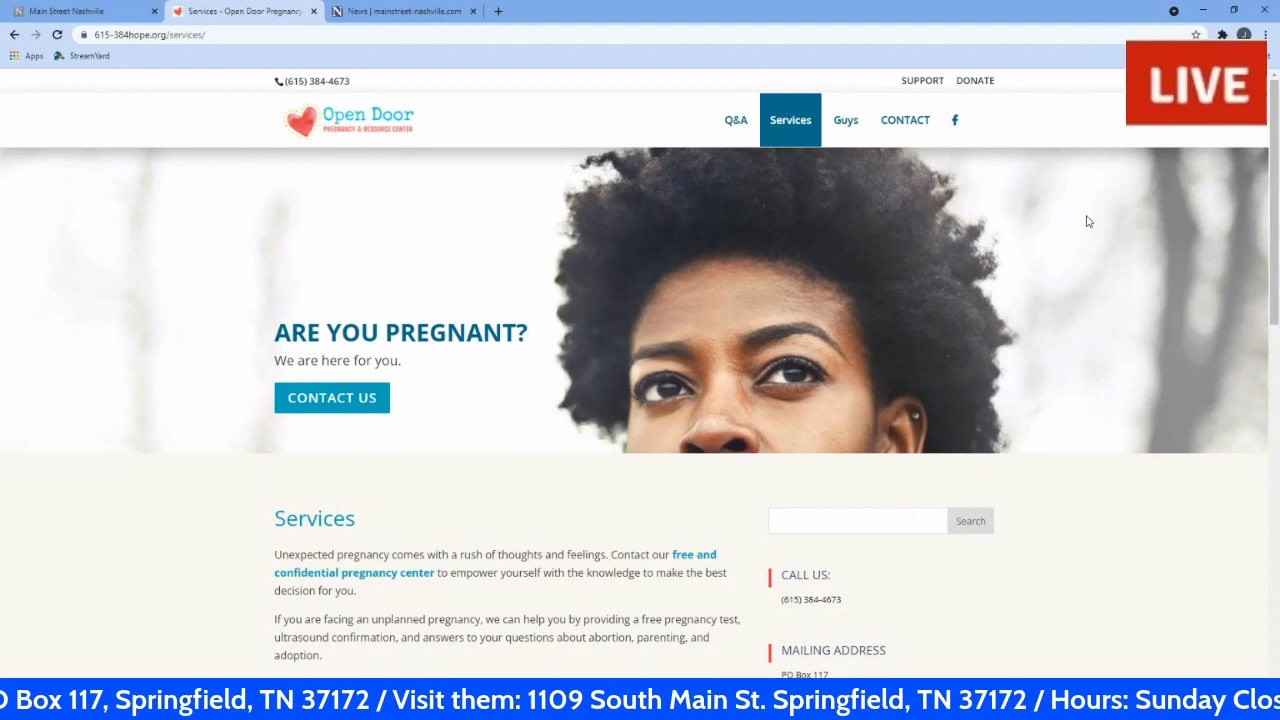 Main Street Nashville
Services - Open Door Pregnancy
News | mainstreet-nashville.com
615-384hope.org/services/
Apps
StreamYard
(615) 384-4673
SUPPORT
DONATE
LIVE
Open Door
PREGNANCY & RESOURCE CENTER
Q&A
Services
Guys
CONTACT
ARE YOU PREGNANT?
We are here for you.
CONTACT US
Services
Search
Unexpected pregnancy comes with a rush of thoughts and feelings. Contact our free and
confidential pregnancy center to empower yourself with the knowledge to make the best
decision for you.
CALL US:
(615) 384-4673
If you are facing an unplanned pregnancy, we can help you by providing a free pregnancy test,
ultrasound confirmation, and answers to your questions about abortion, parenting, and
adoption.
MAILING ADDRESS
PO Box 117
O Box 117, Springfield, TN 37172 / Visit them: 1109 South Main St. Springfield, TN 37172 / Hours: Sunday Clos